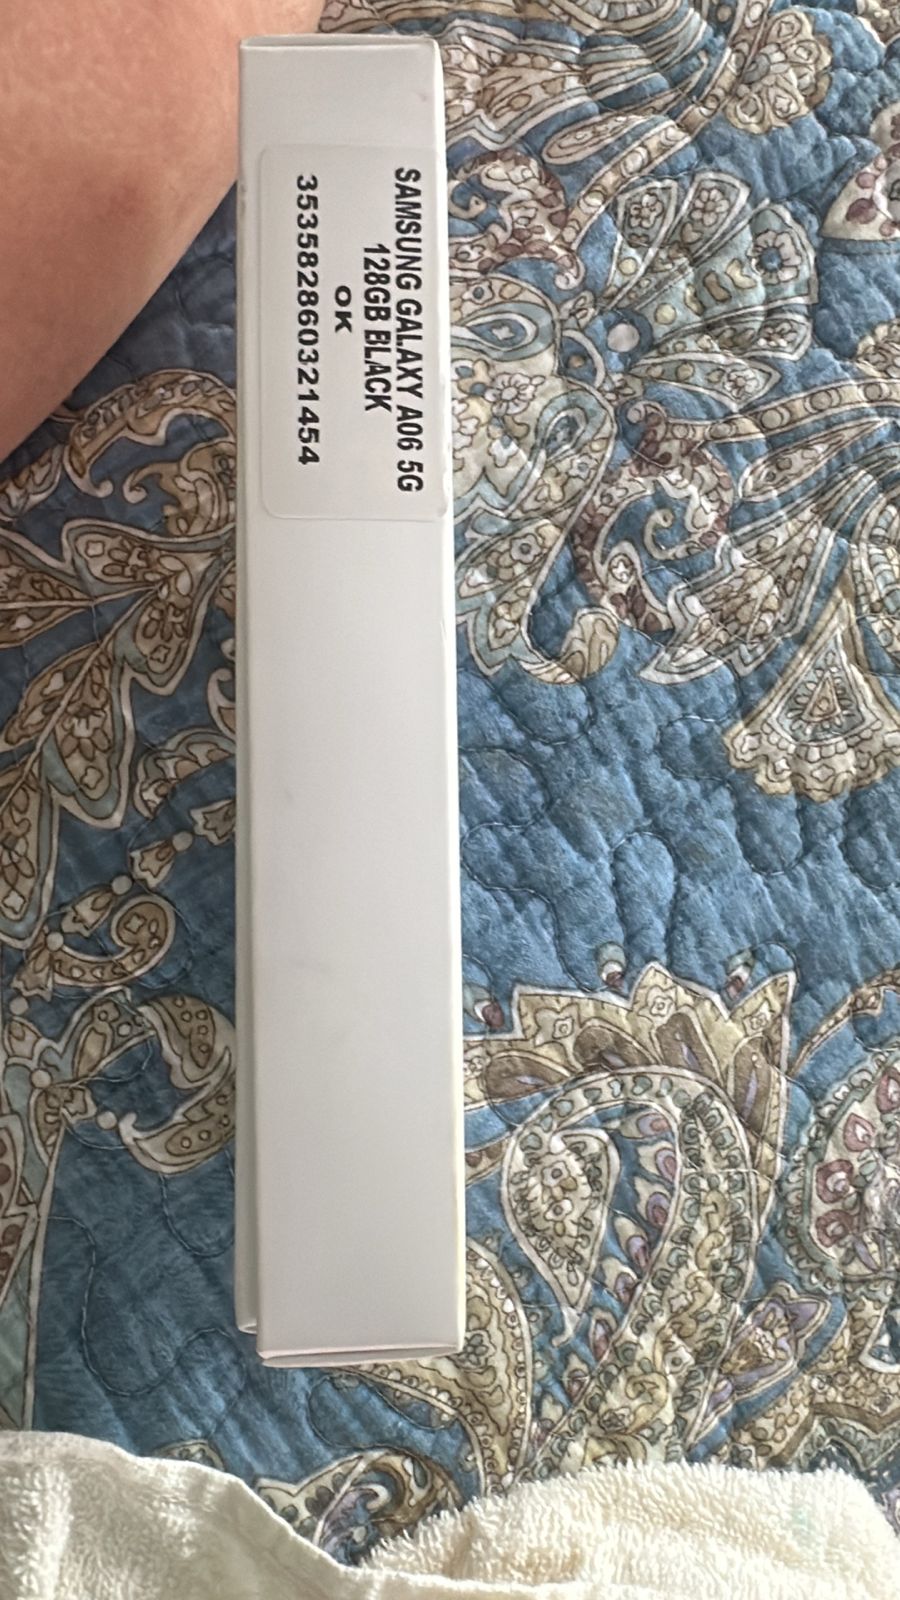 SAMSUNG GALAXY A06 5G
128GB BLACK
OK
353582860321454